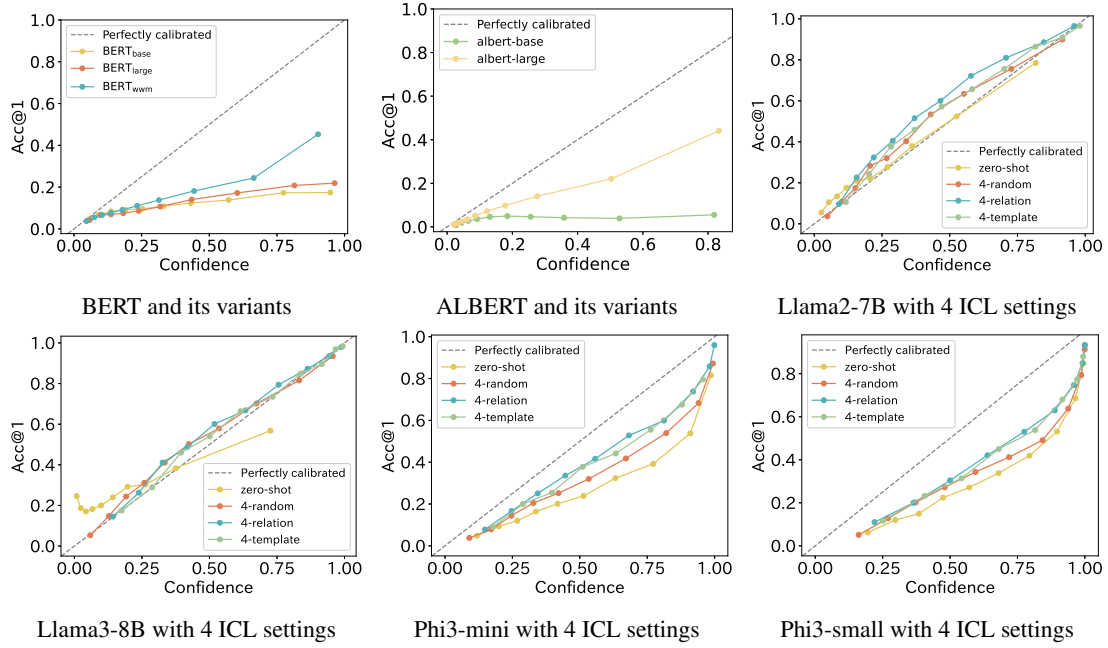 1.0
0.8
0.6
0.4
0.2
0.0
Acc@1
Perfectly calibrated
BERTbase
BERTlarge
BERTwwm
0.00 0.25 0.50 0.75 1.00
Confidence
BERT and its variants
1.0
0.8
0.6
0.4
0.2
0.0
Acc@1
Perfectly calibrated
albert-base
albert-large
0.0 0.2 0.4 0.6 0.8
Confidence
ALBERT and its variants
1.0
0.8
0.6
0.4
0.2
0.0
Acc@1
Perfectly calibrated
zero-shot
4-random
4-relation
4-template
0.00 0.25 0.50 0.75 1.00
Confidence
Llama2-7B with 4 ICL settings
1.0
0.8
0.6
0.4
0.2
0.0
Acc@1
Perfectly calibrated
zero-shot
4-random
4-relation
4-template
0.00 0.25 0.50 0.75 1.00
Confidence
Llama3-8B with 4 ICL settings
1.0
0.8
0.6
0.4
0.2
0.0
Acc@1
Perfectly calibrated
zero-shot
4-random
4-relation
4-template
0.00 0.25 0.50 0.75 1.00
Confidence
Phi3-mini with 4 ICL settings
1.0
0.8
0.6
0.4
0.2
0.0
Acc@1
Perfectly calibrated
zero-shot
4-random
4-relation
4-template
0.00 0.25 0.50 0.75 1.00
Confidence
Phi3-small with 4 ICL settings